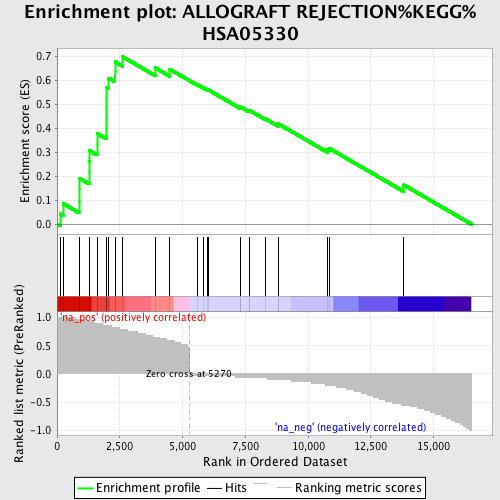 Enrichment plot: ALLOGRAFT REJECTION%KEGG%
HSA05330
Enrichment score (ES)
0.7
0.6
0.5
0.4
0.3
0.2
0.1
0.0
Ranked list metric (PreRanked)
1.0
0.5
0.0
-0.5
-1.0
'na_pos' (positively correlated)
Zero cross at 5270
'na_neg' (negatively correlated)
0 2,500 5,000 7,500 10,000 12,500 15,000
Rank in Ordered Dataset
Enrichment profile Hits Ranking metric scores